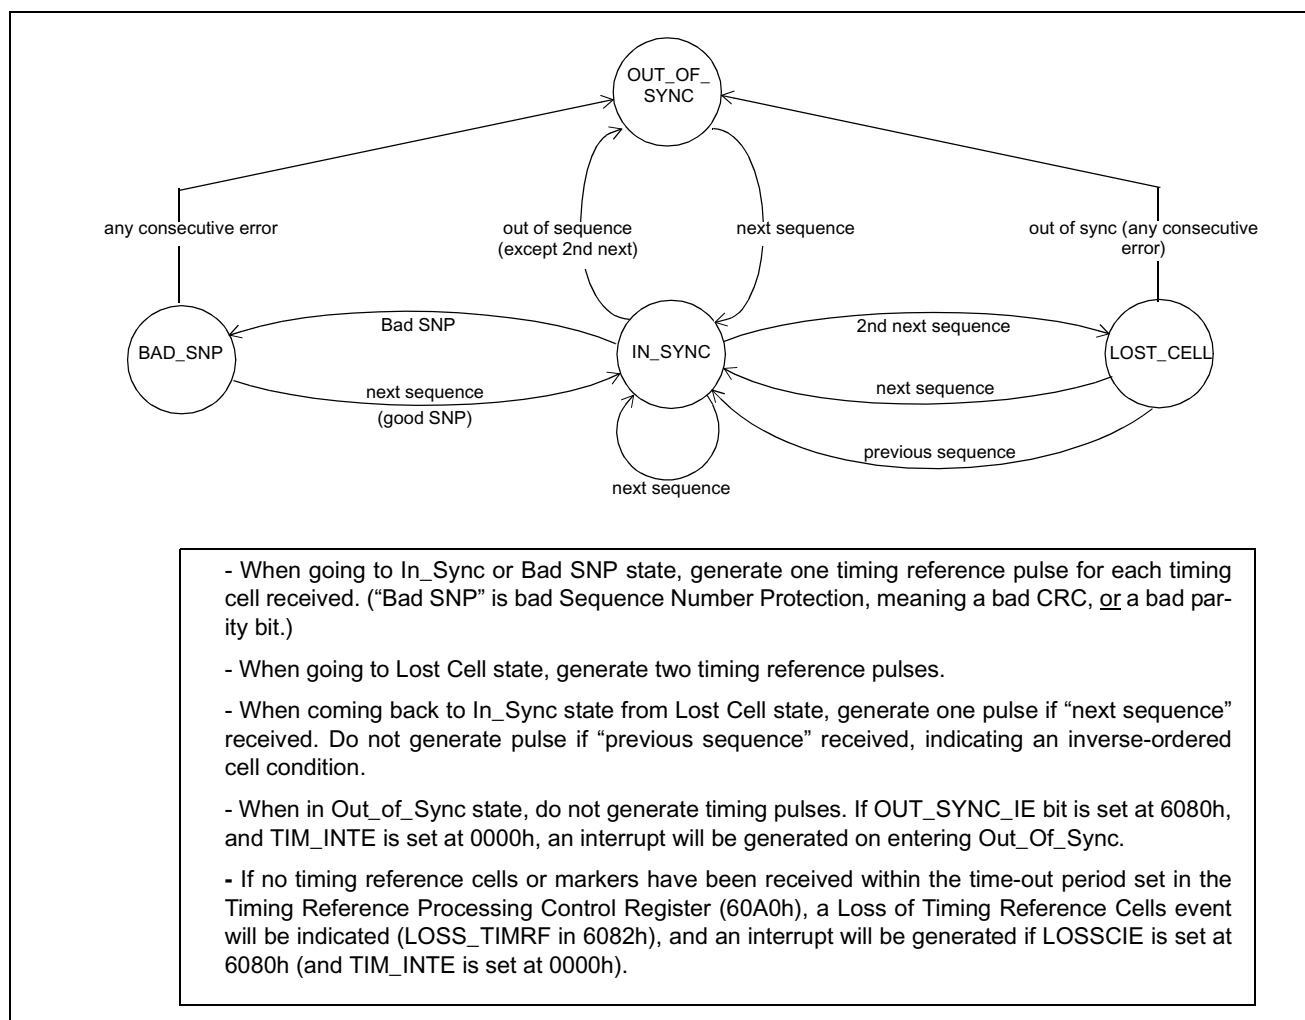 OUT_OF_
SYNC
any consecutive error
out of sequence
(except 2nd next)
next sequence
out of sync (any consecutive
error)
Bad SNP
2nd next sequence
BAD_SNP
IN_SYNC
LOST_CELL
next sequence
(good SNP)
next sequence
previous sequence
next sequence
- When going to In_Sync or Bad SNP state, generate one timing reference pulse for each timing
cell received. (“Bad SNP” is bad Sequence Number Protection, meaning a bad CRC, or a bad par-
ity bit.)
- When going to Lost Cell state, generate two timing reference pulses.
- When coming back to In_Sync state from Lost Cell state, generate one pulse if “next sequence”
received. Do not generate pulse if “previous sequence” received, indicating an inverse-ordered
cell condition.
- When in Out_of_Sync state, do not generate timing pulses. If OUT_SYNC_IE bit is set at 6080h,
and TIM_INTE is set at 0000h, an interrupt will be generated on entering Out_Of_Sync.
- If no timing reference cells or markers have been received within the time-out period set in the
Timing Reference Processing Control Register (60A0h), a Loss of Timing Reference Cells event
will be indicated (LOSS_TIMRF in 6082h), and an interrupt will be generated if LOSSCIE is set at
6080h (and TIM_INTE is set at 0000h).